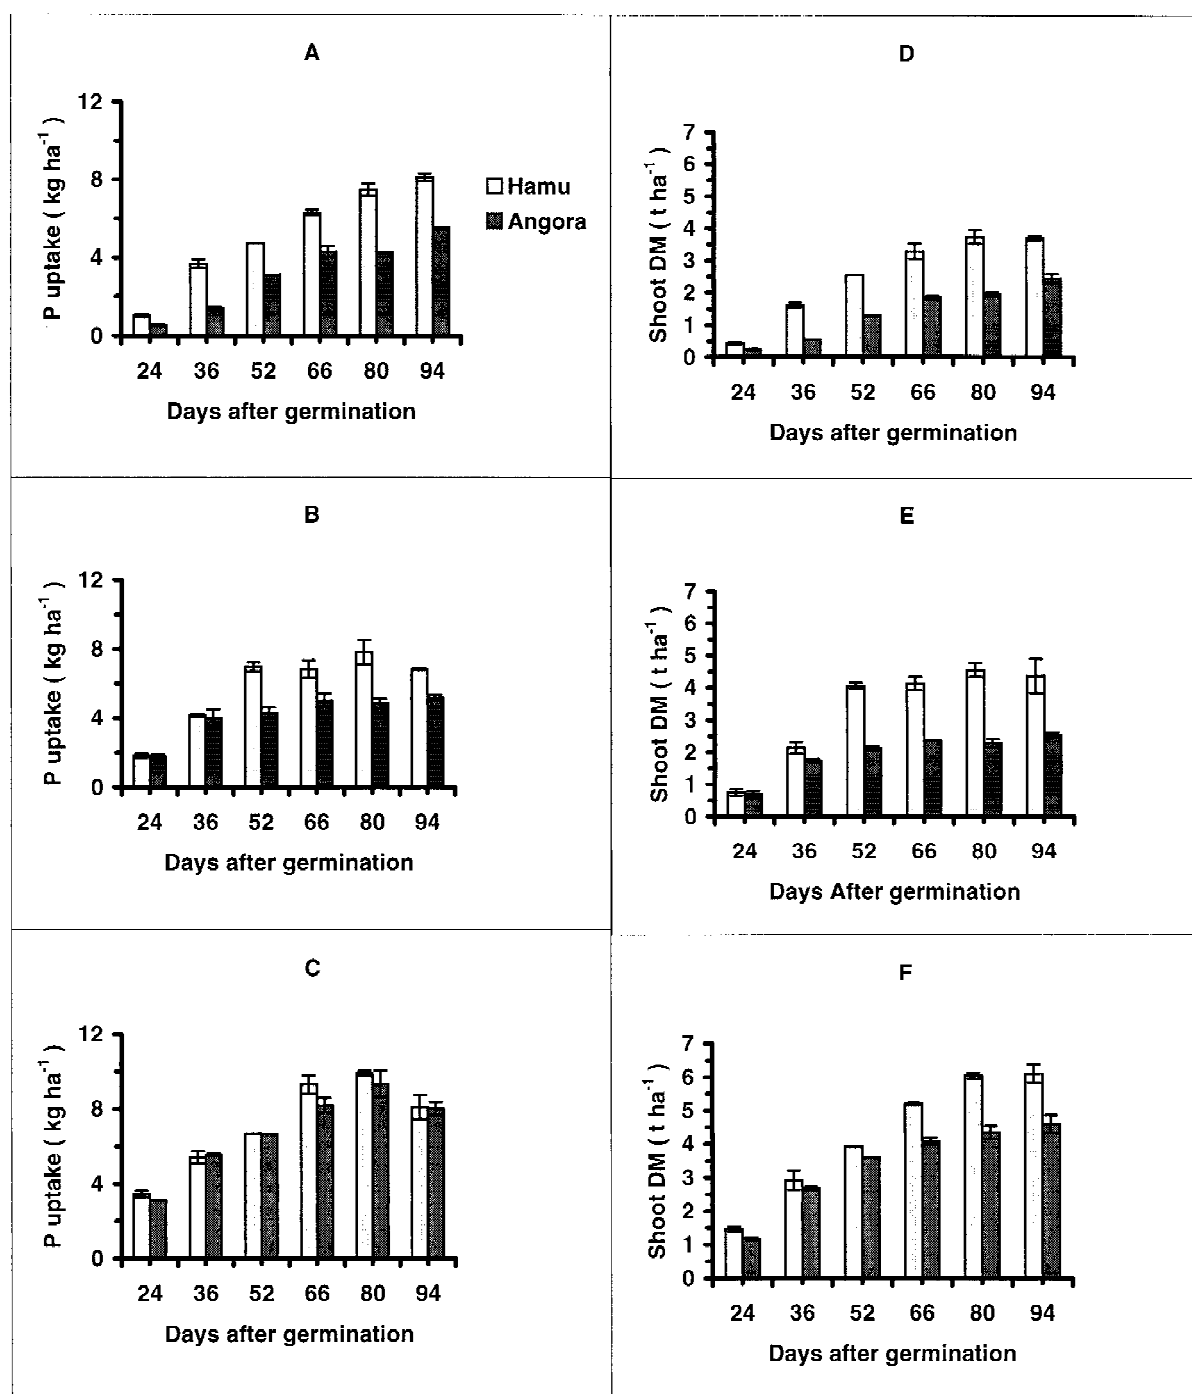 A
P uptake ( kg ha⁻¹ )
12
8
4
0
24 36 52 66 80 94
Days after germination
Hamu
Angora
D
Shoot DM ( t ha⁻¹ )
7
6
5
4
3
2
1
0
24 36 52 66 80 94
Days after germination
B
P uptake ( kg ha⁻¹ )
12
8
4
0
24 36 52 66 80 94
Days after germination
E
Shoot DM ( t ha⁻¹ )
7
6
5
4
3
2
1
0
24 36 52 66 80 94
Days After germination
C
P uptake ( kg ha⁻¹ )
12
8
4
0
24 36 52 66 80 94
Days after germination
F
Shoot DM ( t ha⁻¹ )
7
6
5
4
3
2
1
0
24 36 52 66 80 94
Days after germination